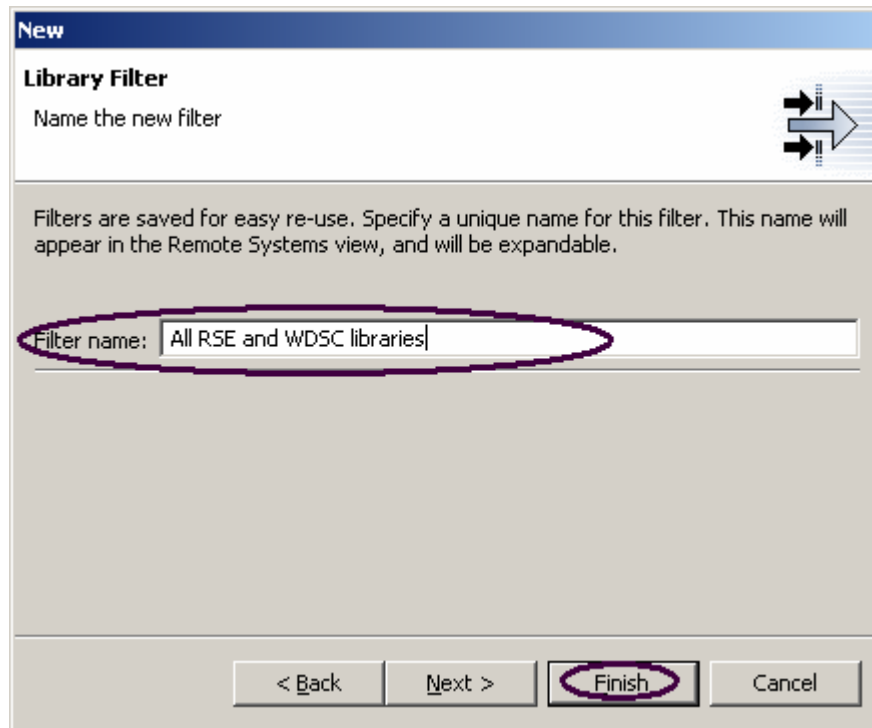 New
Library Filter
Name the new filter
Filters are saved for easy re-use. Specify a unique name for this filter. This name will
appear in the Remote Systems view, and will be expandable.
Filter name: All RSE and WDSC libraries
< Back Next > Finish Cancel